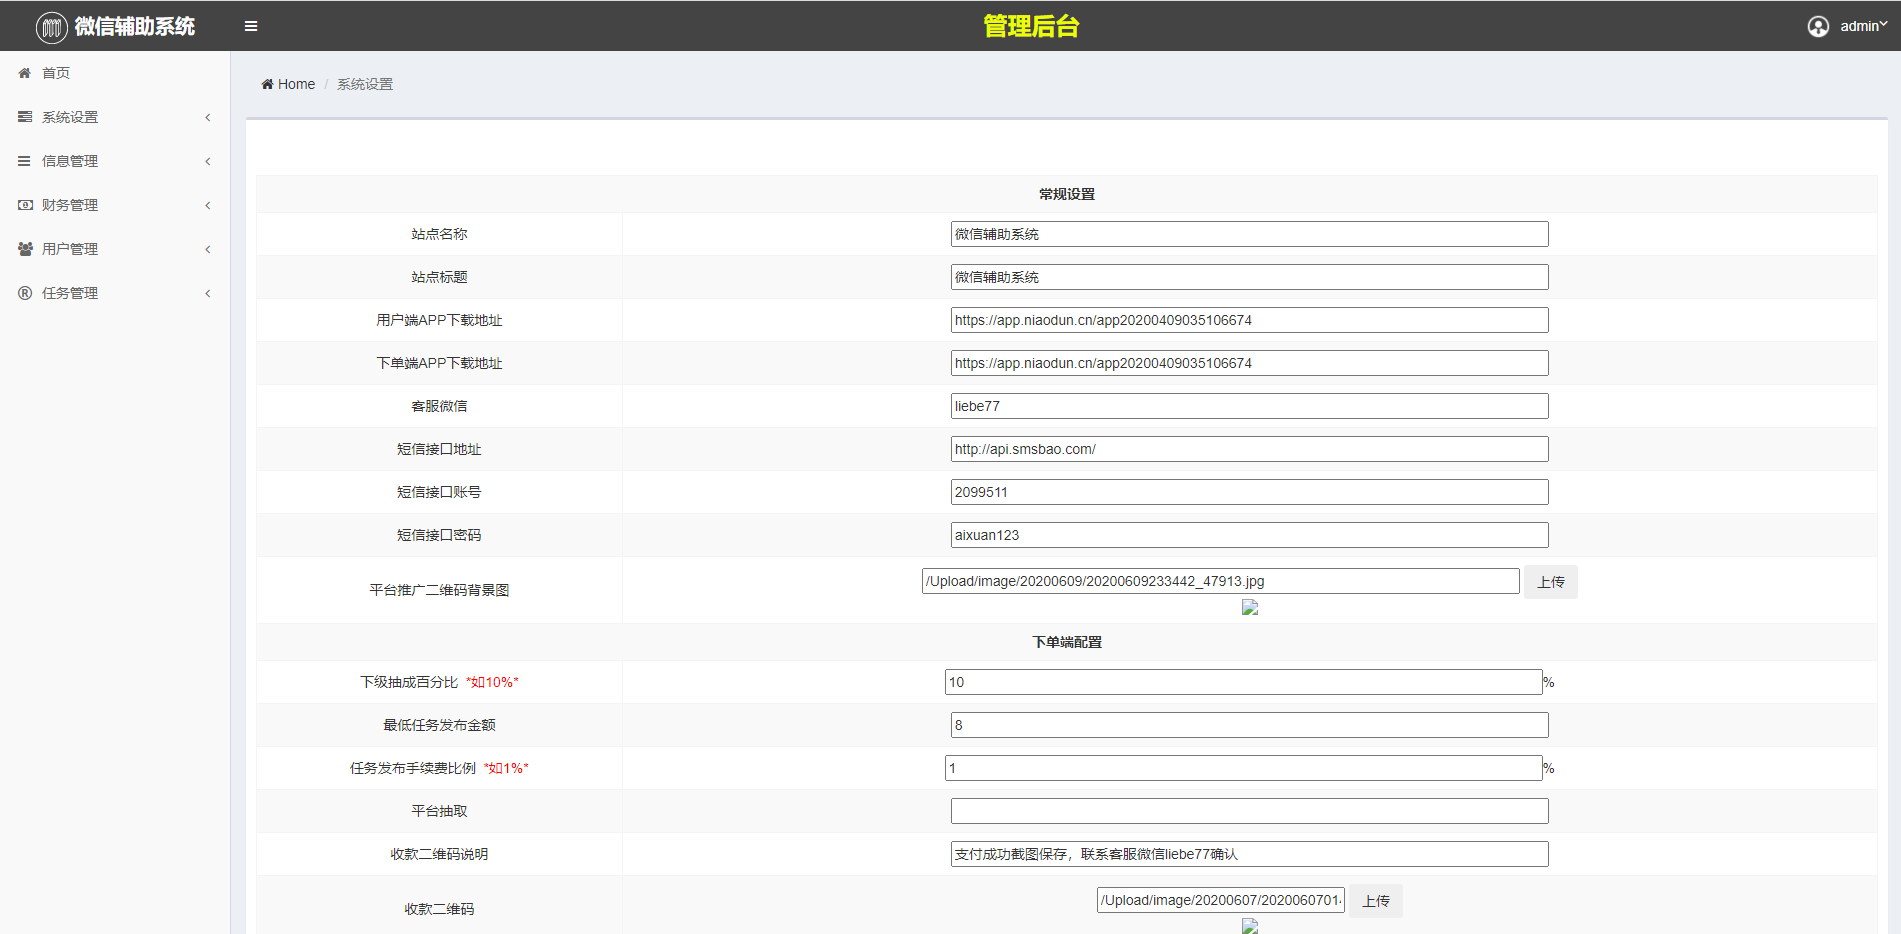 微信辅助系统
管理后台
admin
首页
系统设置
信息管理
财务管理
用户管理
任务管理
Home / 系统设置
常规设置
站点名称 微信辅助系统
站点标题 微信辅助系统
用户端APP下载地址 https://app.niaodun.cn/app20200409035106674
下单端APP下载地址 https://app.niaodun.cn/app20200409035106674
客服微信 liebe77
短信接口地址 http://api.smsbao.com/
短信接口账号 2099511
短信接口密码 aixuan123
平台推广二维码背景图 /Upload/image/20200609/20200609233442_47913.jpg 上传
下单端配置
下级抽成百分比 *如10%* 10 %
最低任务发布金额 8
任务发布手续费比例 *如1%* 1 %
平台抽取
收款二维码说明 支付成功截图保存，联系客服微信liebe77确认
收款二维码 /Upload/image/20200607/2020060701 上传